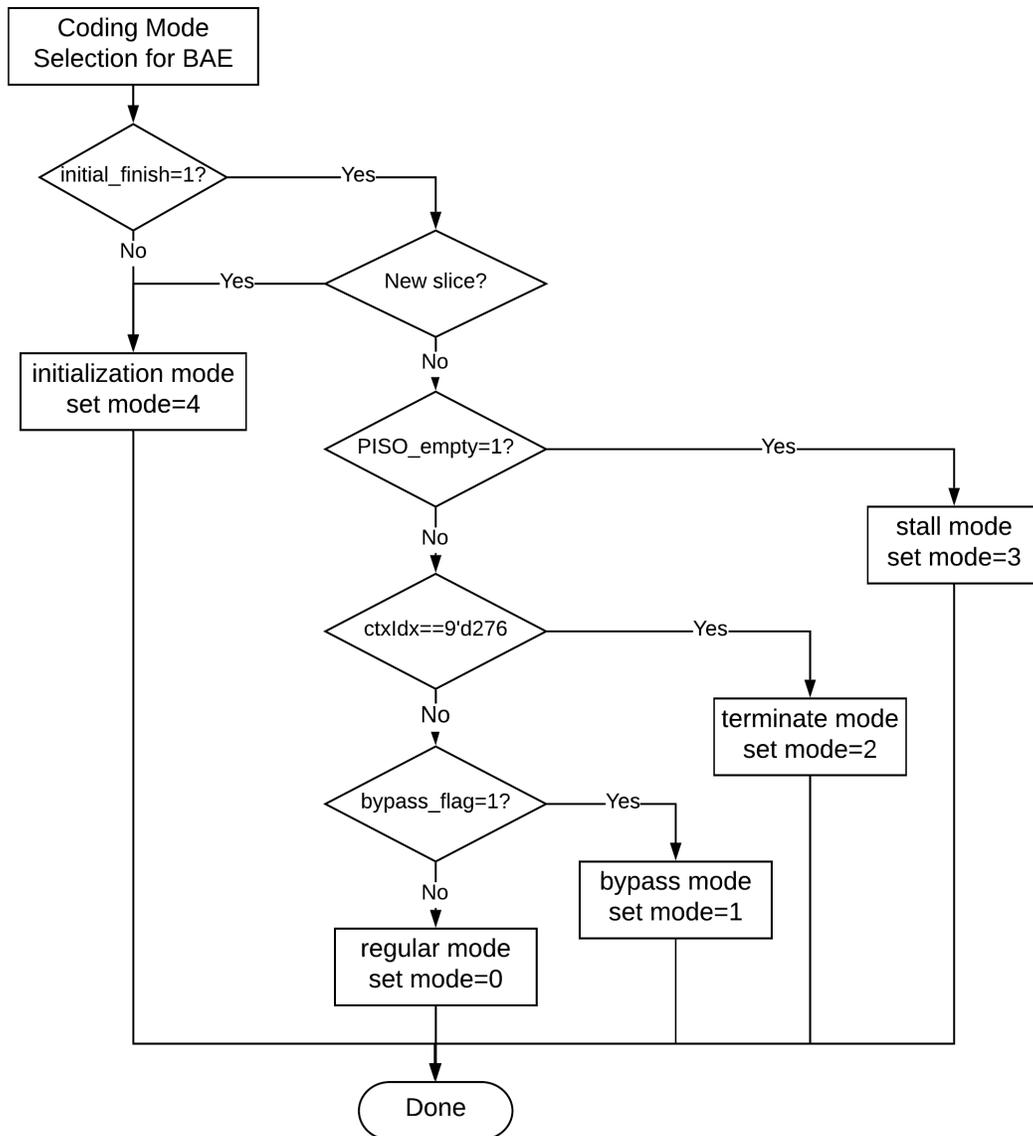 Coding Mode
Selection for BAE
initial_finish=1?
Yes
No
New slice?
Yes
No
initialization mode
set mode=4
PISO_empty=1?
Yes
No
stall mode
set mode=3
ctxIdx==9'd276
Yes
No
terminate mode
set mode=2
bypass_flag=1?
Yes
No
bypass mode
set mode=1
regular mode
set mode=0
Done